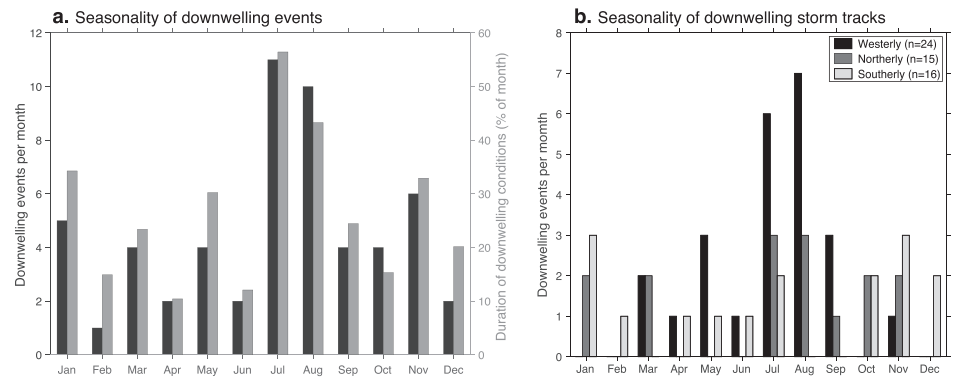 a. Seasonality of downwelling events
Downwelling events per month
12
10
8
6
4
2
0
Duration of downwelling conditions (% of month)
60
50
40
30
20
10
0
Jan Feb Mar Apr May Jun Jul Aug Sep Oct Nov Dec
b. Seasonality of downwelling storm tracks
Downwelling events per momth
8
7
6
5
4
3
2
1
0
Westerly (n=24)
Northerly (n=15)
Southerly (n=16)
Jan Feb Mar Apr May Jun Jul Aug Sep Oct Nov Dec